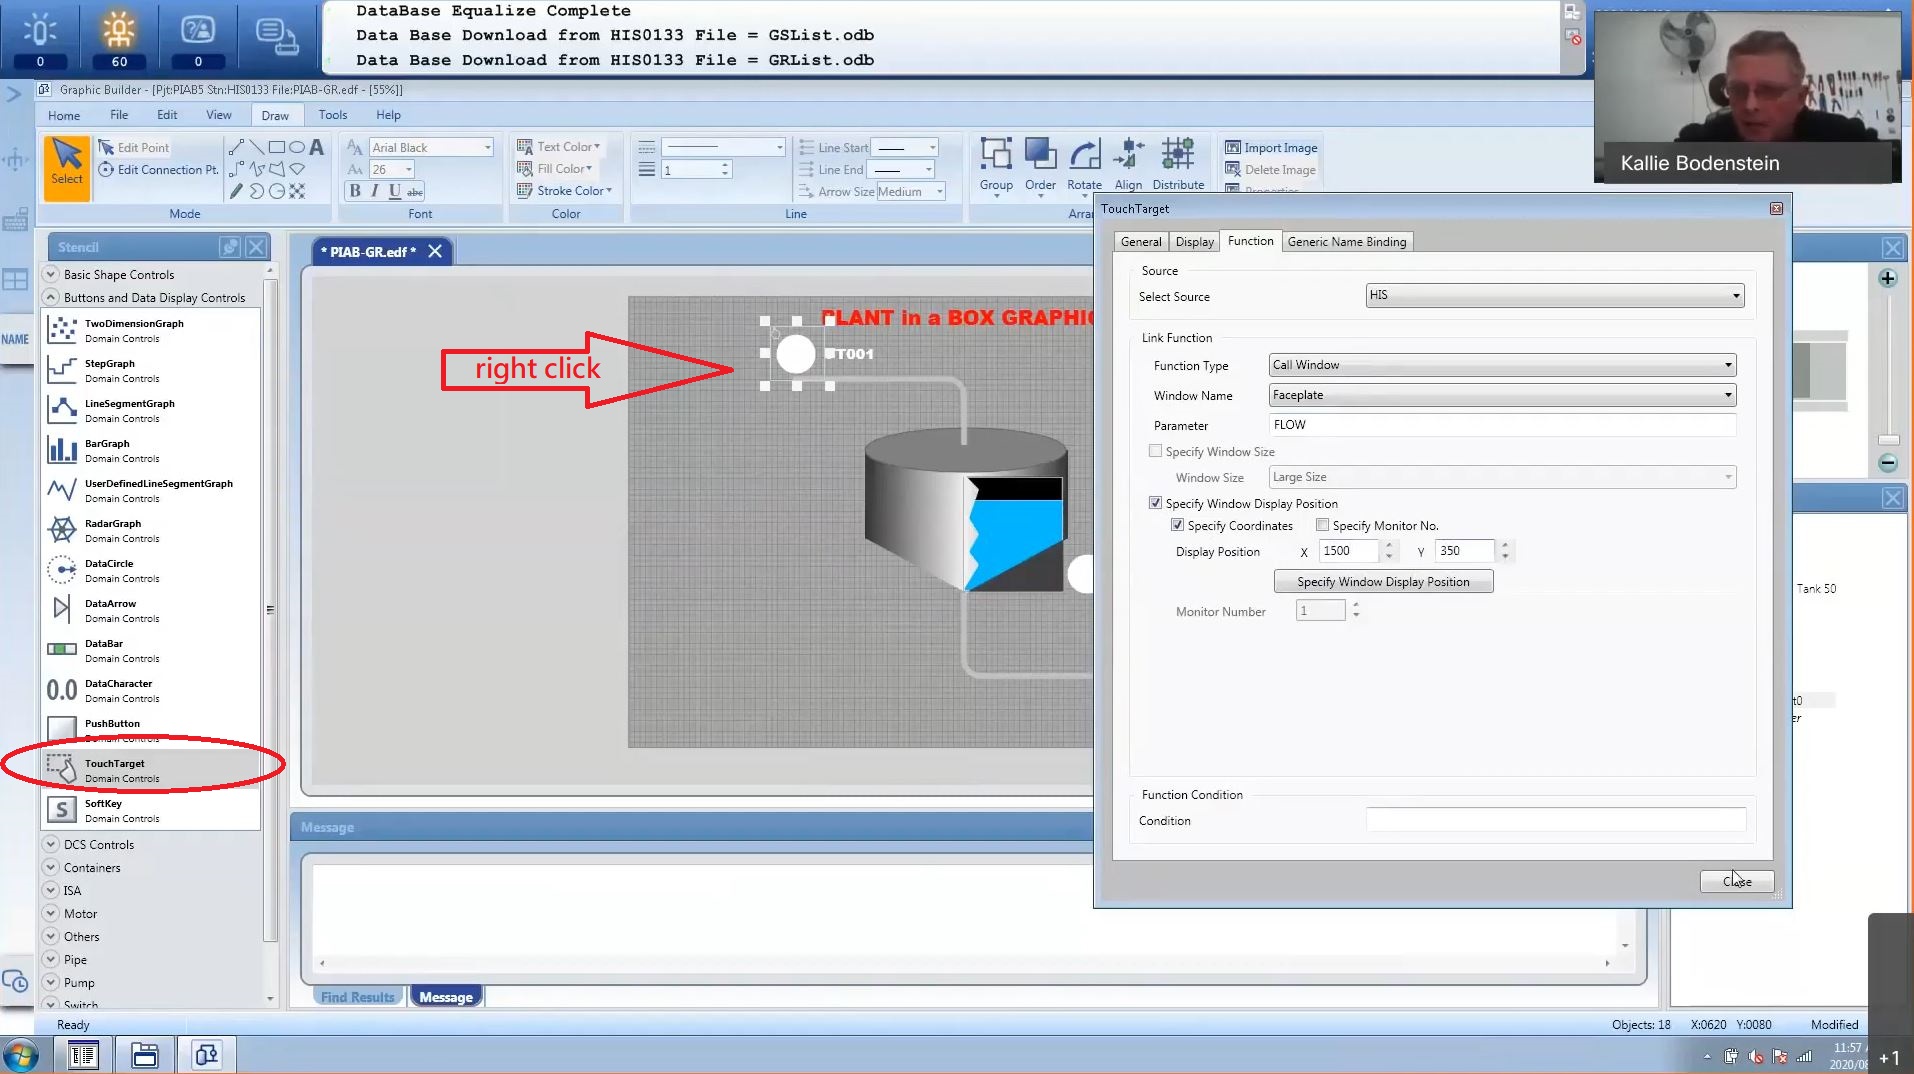 DataBase Equalize Complete
Data Base Download from HIS0133 File = GSList.odb
Data Base Download from HIS0133 File = GRList.odb
0
60
0
Kallie Bodenstein
Graphic Builder - [Pjt:PIAB5 Stn:HIS0133 File:PIAB-GR.edf - [55%]]
Home File Edit View Draw Tools Help
Select
Edit Point
Edit Connection Pt.
Mode
Arial Black
26
B I U abc
Font
Text Color
Fill Color
Stroke Color
Color
1
Line Start
Line End
Arrow Size Medium
Line
Group Order Rotate Align Distribute
Import Image
Delete Image
Properties
NAME
Stencil
Basic Shape Controls
Buttons and Data Display Controls
TwoDimensionGraph
Domain Controls
StepGraph
Domain Controls
LineSegmentGraph
Domain Controls
BarGraph
Domain Controls
UserDefinedLineSegmentGraph
Domain Controls
RadarGraph
Domain Controls
DataCircle
Domain Controls
DataArrow
Domain Controls
DataBar
Domain Controls
0.0 DataCharacter
Domain Controls
PushButton
Domain Controls
TouchTarget
Domain Controls
S SoftKey
Domain Controls
DCS Controls
Containers
ISA
Motor
Others
Pipe
Pump
Switch
* PIAB-GR.edf *
PLANT in a BOX GRAPHIC
right click
T001
Message
Find Results Message
TouchTarget
General Display Function Generic Name Binding
Source
Select Source HIS
Link Function
Function Type Call Window
Window Name Faceplate
Parameter FLOW
Specify Window Size
Window Size Large Size
Specify Window Display Position
Specify Coordinates Specify Monitor No.
Display Position X 1500 Y 350
Specify Window Display Position
Monitor Number 1
Function Condition
Condition
Close
Tank 50
Ready
Objects: 18 X:0620 Y:0080 Modified
11:57
+1